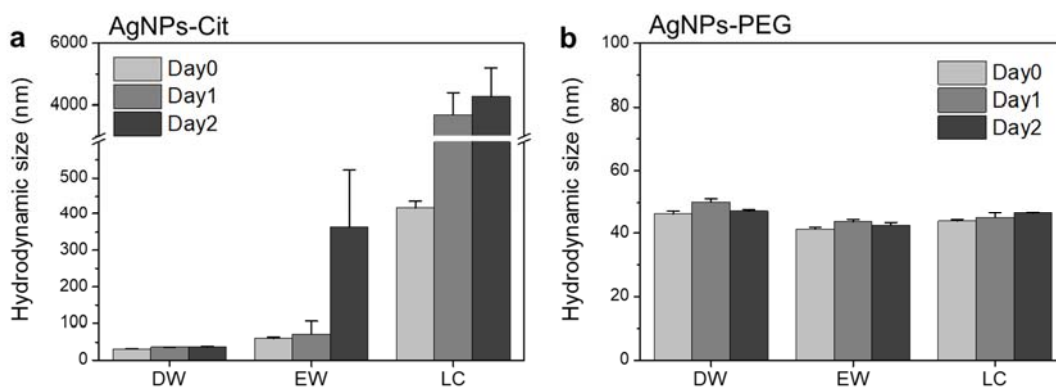 a AgNPs-Cit
Hydrodynamic size (nm)
6000
4000
500
400
300
200
100
0
Day0
Day1
Day2
DW EW LC
b AgNPs-PEG
Hydrodynamic size (nm)
100
80
60
40
20
0
Day0
Day1
Day2
DW EW LC